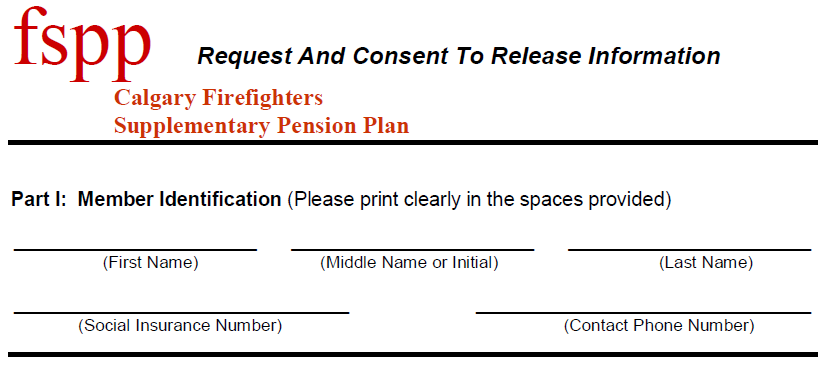 fspp
Request And Consent To Release Information
Calgary Firefighters
Supplementary Pension Plan
Part I: Member Identification (Please print clearly in the spaces provided)
(First Name) (Middle Name or Initial) (Last Name)
(Social Insurance Number) (Contact Phone Number)